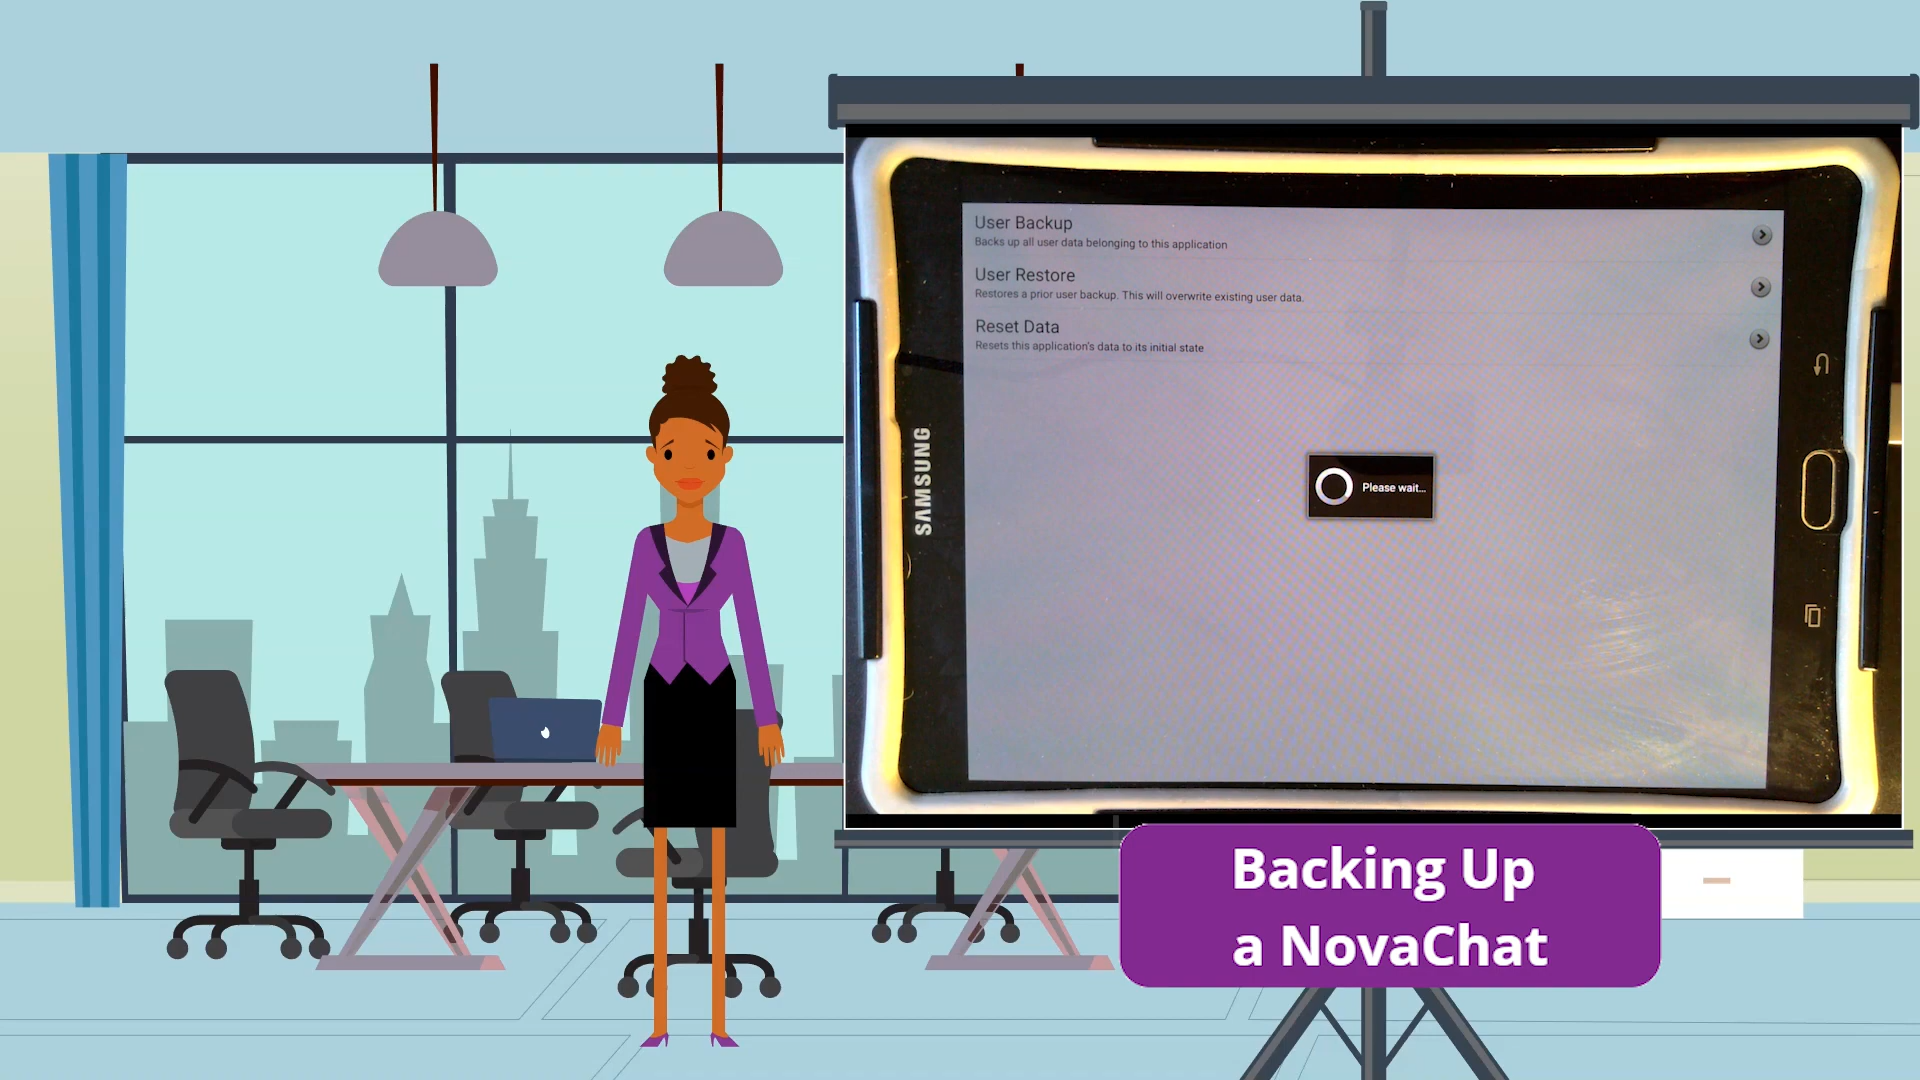 User Backup
Backs up all user data belonging to this application
User Restore
Restores a prior user backup. This will overwrite existing user data.
Reset Data
Resets this application's data to its initial state
Please wait...
SAMSUNG
Backing Up
a NovaChat